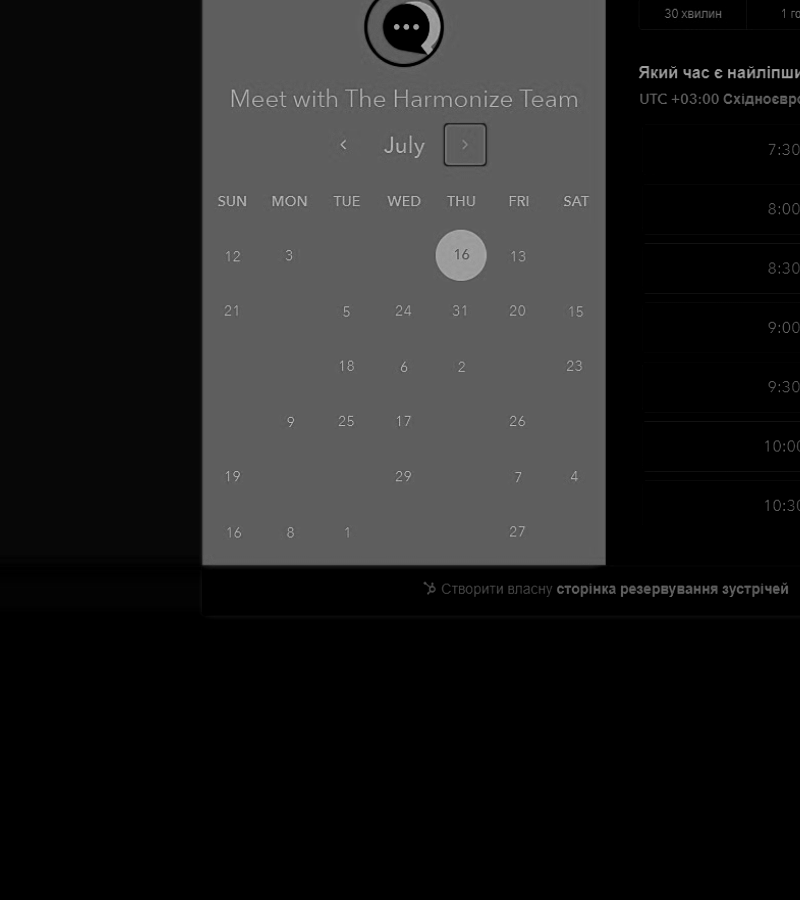 30 хвилин 1 го
Який час є найліпши
UTC +03:00 Східноєвро
Meet with The Harmonize Team
July
SUN MON TUE WED THU FRI SAT
12 3 16 13
21 5 24 31 20 15
18 6 2 23
9 25 17 26
19 29 7 4
16 8 1 27
7:30
8:00
8:30
9:00
9:30
10:00
10:30
Створити власну сторінка резервування зустрічей